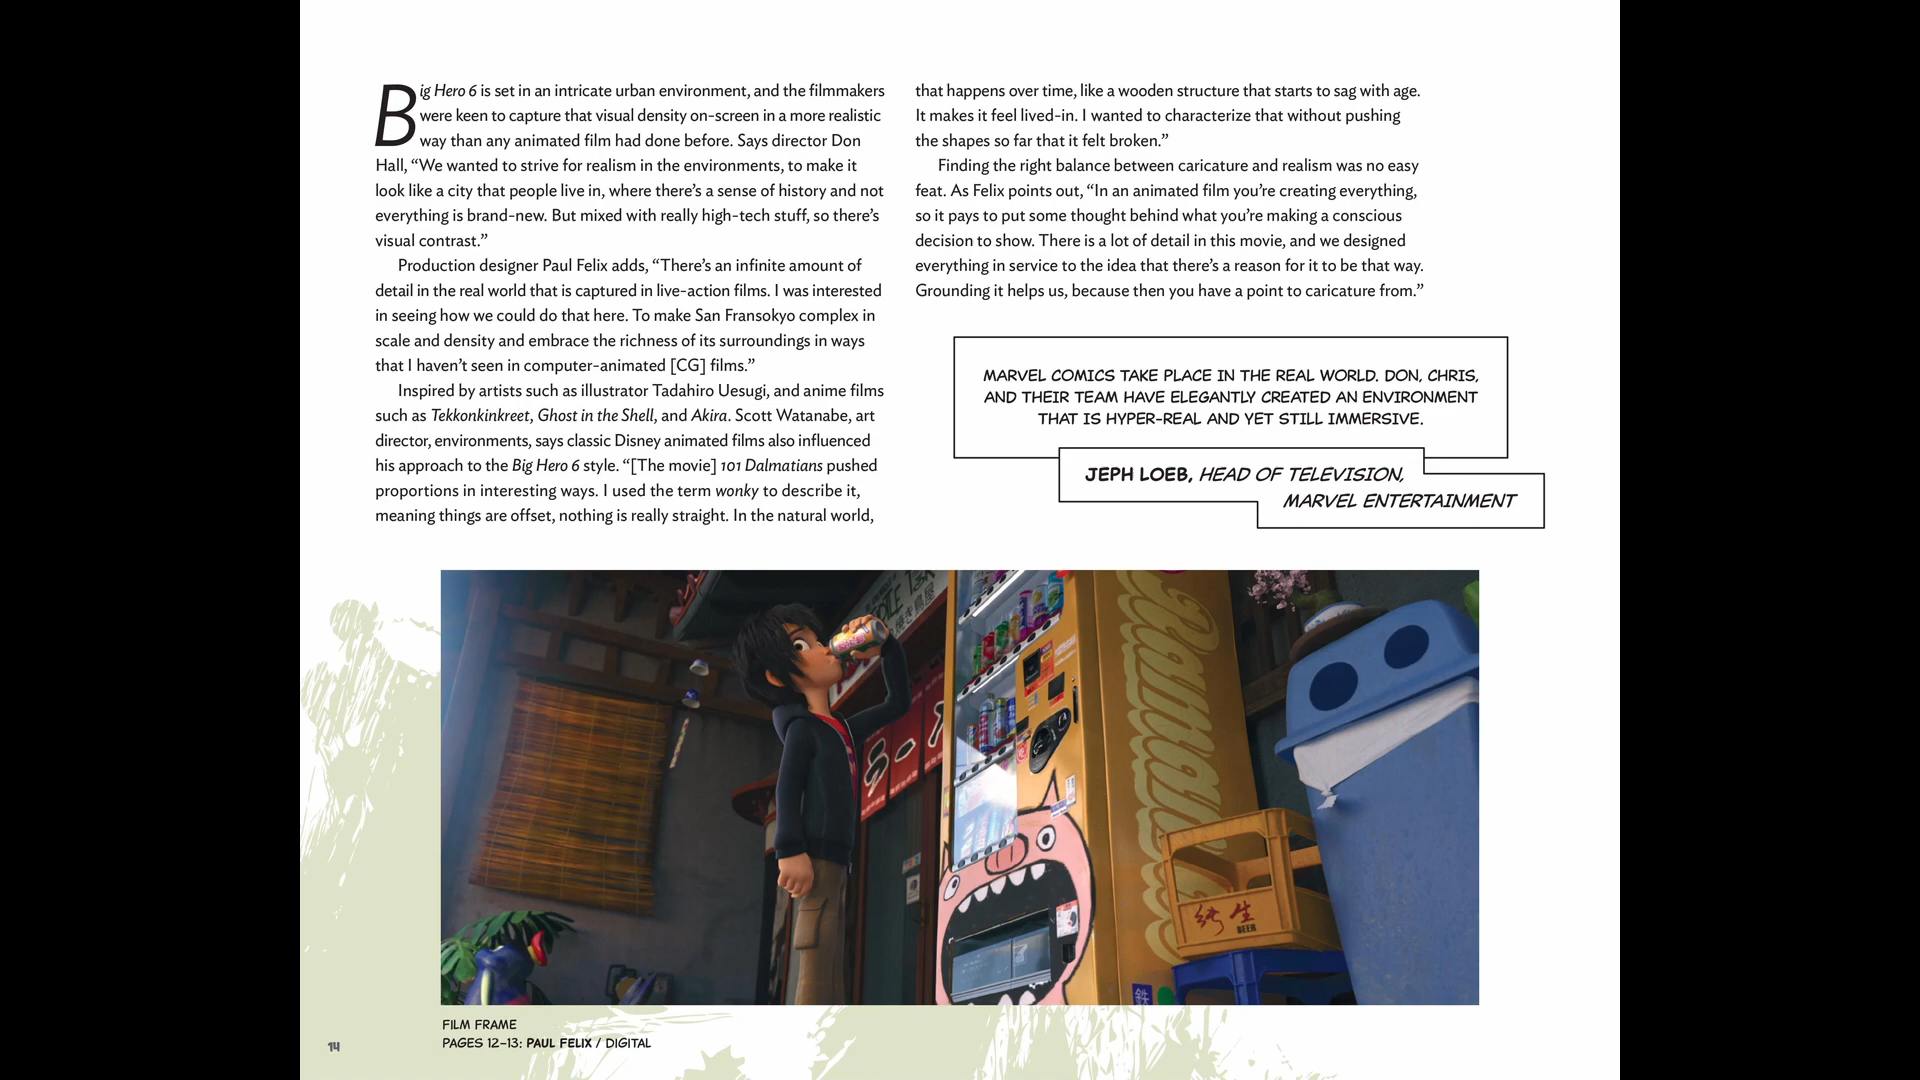 Big Hero 6 is set in an intricate urban environment, and the filmmakers
were keen to capture that visual density on-screen in a more realistic
way than any animated film had done before. Says director Don
Hall, “We wanted to strive for realism in the environments, to make it
look like a city that people live in, where there’s a sense of history and not
everything is brand-new. But mixed with really high-tech stuff, so there’s
visual contrast.”
Production designer Paul Felix adds, “There’s an infinite amount of
detail in the real world that is captured in live-action films. I was interested
in seeing how we could do that here. To make San Fransokyo complex in
scale and density and embrace the richness of its surroundings in ways
that I haven’t seen in computer-animated [CG] films.”
Inspired by artists such as illustrator Tadahiro Uesugi, and anime films
such as Tekkonkinkreet, Ghost in the Shell, and Akira. Scott Watanabe, art
director, environments, says classic Disney animated films also influenced
his approach to the Big Hero 6 style. “[The movie] 101 Dalmatians pushed
proportions in interesting ways. I used the term wonky to describe it,
meaning things are offset, nothing is really straight. In the natural world,
that happens over time, like a wooden structure that starts to sag with age.
It makes it feel lived-in. I wanted to characterize that without pushing
the shapes so far that it felt broken.”
Finding the right balance between caricature and realism was no easy
feat. As Felix points out, “In an animated film you’re creating everything,
so it pays to put some thought behind what you’re making a conscious
decision to show. There is a lot of detail in this movie, and we designed
everything in service to the idea that there’s a reason for it to be that way.
Grounding it helps us, because then you have a point to caricature from.”
MARVEL COMICS TAKE PLACE IN THE REAL WORLD. DON, CHRIS,
AND THEIR TEAM HAVE ELEGANTLY CREATED AN ENVIRONMENT
THAT IS HYPER-REAL AND YET STILL IMMERSIVE.
JEPH LOEB, HEAD OF TELEVISION,
MARVEL ENTERTAINMENT
純生
BEER
FILM FRAME
PAGES 12–13: PAUL FELIX / DIGITAL
14